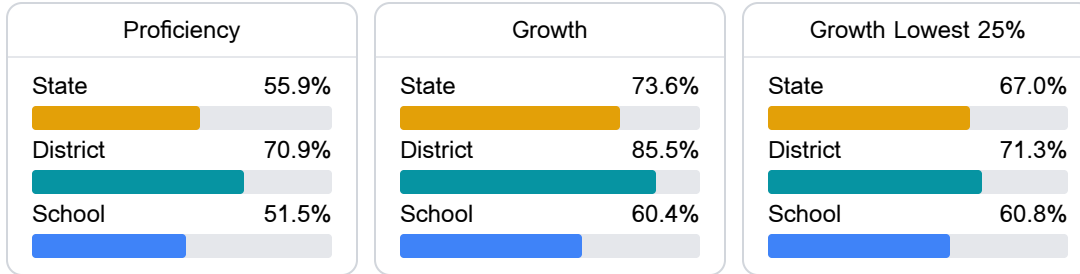 Proficiency
State 55.9%
District 70.9%
School 51.5%
Growth
State 73.6%
District 85.5%
School 60.4%
Growth Lowest 25%
State 67.0%
District 71.3%
School 60.8%